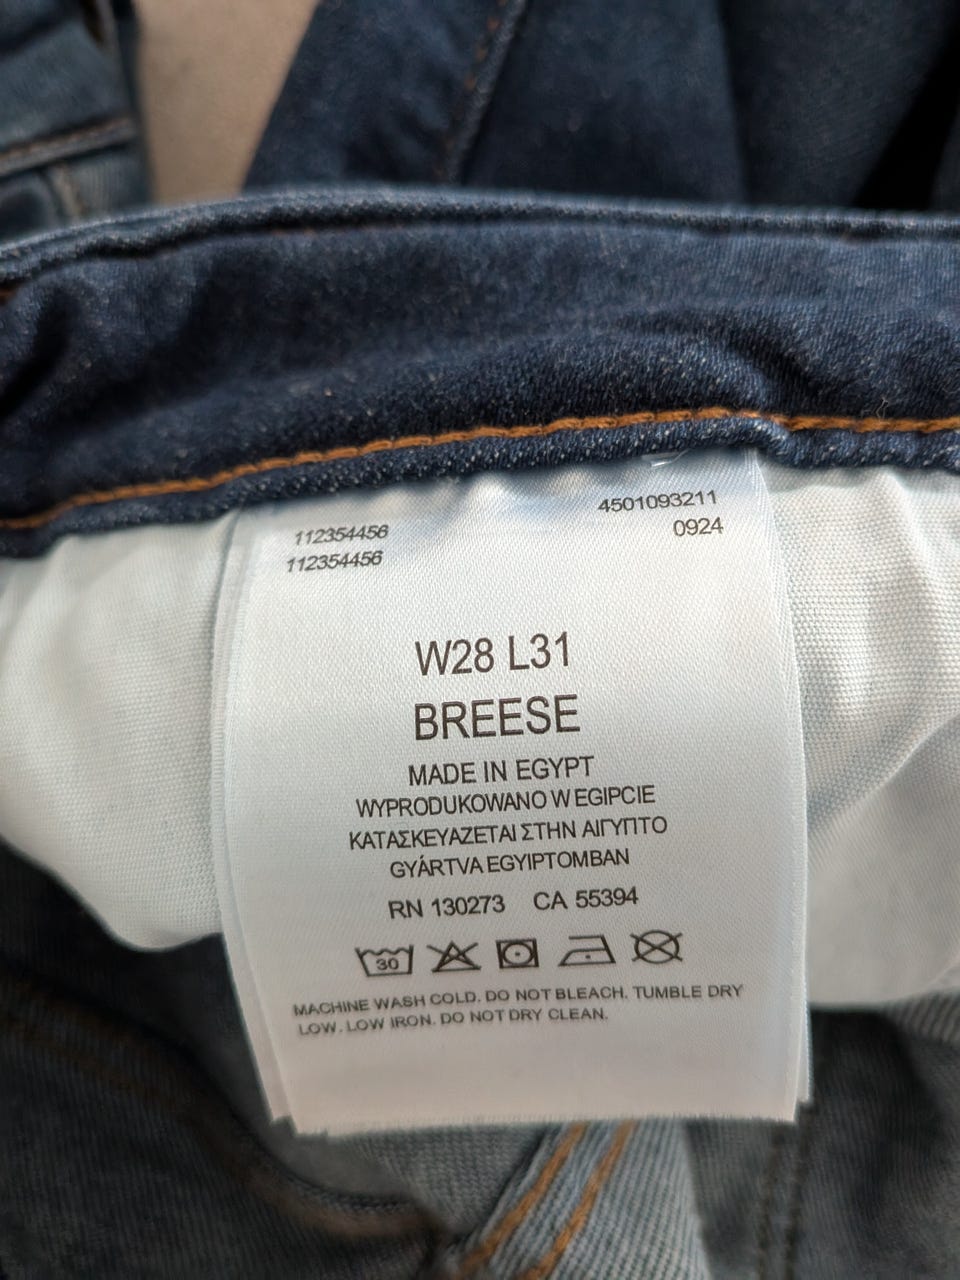 112354456
112354456
4501093211
0924
W28 L31
BREESE
MADE IN EGYPT
WYPRODUKOWANO W EGIPCIE
ΚΑΤΑΣΚΕΥΑΖΕΤΑΙ ΣΤΗΝ ΑΙΓΥΠΤΟ
GYÁRTVA EGYIPTOMBAN
RN 130273 CA 55394
30
MACHINE WASH COLD. DO NOT BLEACH. TUMBLE DRY
LOW. LOW IRON. DO NOT DRY CLEAN.